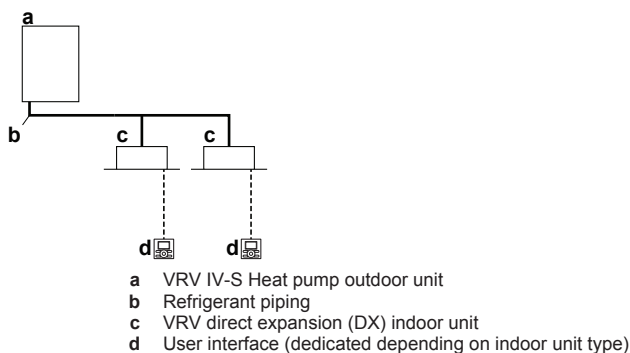 a
b
c c
d d
a VRV IV-S Heat pump outdoor unit
b Refrigerant piping
c VRV direct expansion (DX) indoor unit
d User interface (dedicated depending on indoor unit type)